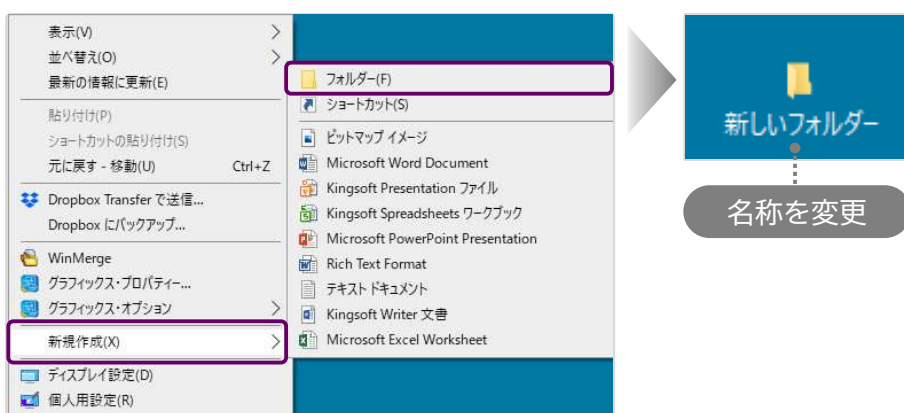 表示(V)
並べ替え(O)
最新の情報に更新(E)
貼り付け(P)
ショートカットの貼り付け(S)
元に戻す - 移動(U) Ctrl+Z
Dropbox Transfer で送信...
Dropbox にバックアップ...
WinMerge
グラフィックス・プロパティー...
グラフィックス・オプション
新規作成(X)
ディスプレイ設定(D)
個人用設定(R)
フォルダー(F)
ショートカット(S)
ビットマップ イメージ
Microsoft Word Document
Kingsoft Presentation ファイル
Kingsoft Spreadsheets ワークブック
Microsoft PowerPoint Presentation
Rich Text Format
テキスト ドキュメント
Kingsoft Writer 文書
Microsoft Excel Worksheet
新しいフォルダー
名称を変更